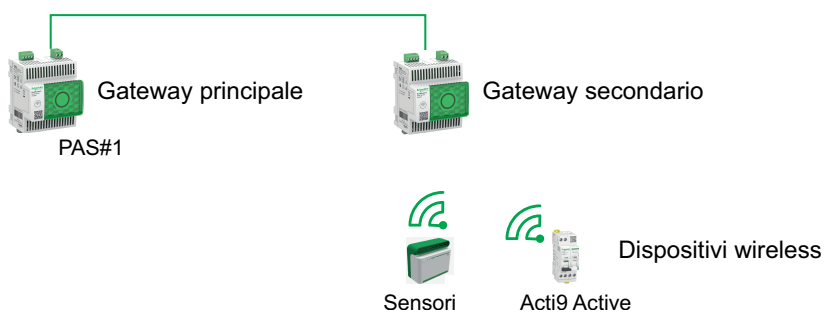 Gateway principale
Gateway secondario
PAS#1
Dispositivi wireless
Sensori
Acti9 Active